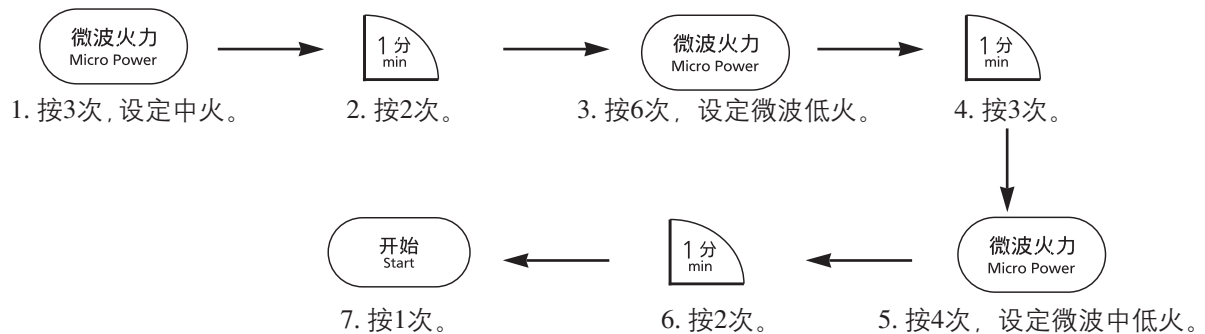 微波火力
Micro Power
1. 按3次, 设定中火。
1 分
min
2. 按2次。
微波火力
Micro Power
3. 按6次，设定微波低火。
1 分
min
4. 按3次。
微波火力
Micro Power
5. 按4次，设定微波中低火。
1 分
min
6. 按2次。
开始
Start
7. 按1次。